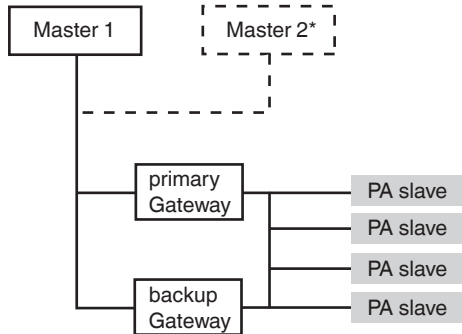 Master 1
Master 2*
primary
Gateway
PA slave
PA slave
PA slave
backup
Gateway
PA slave